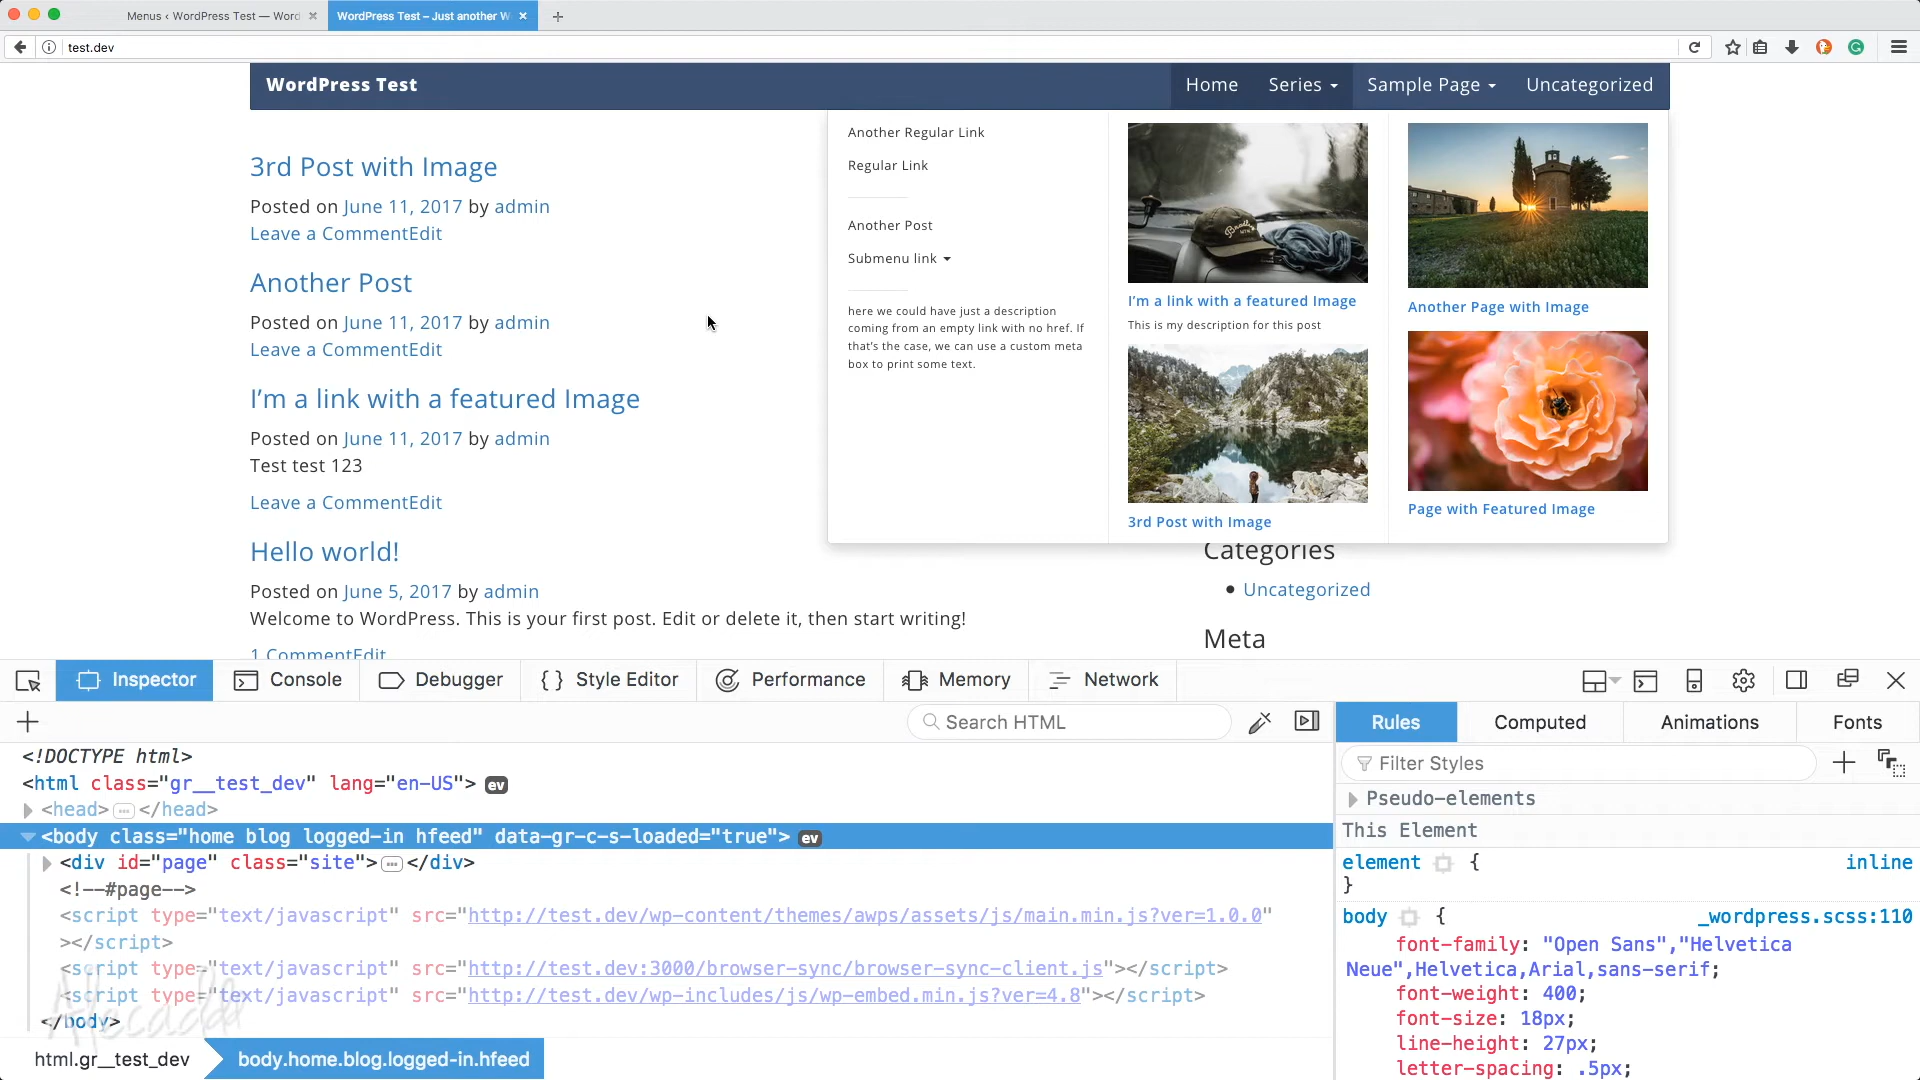 Menus ‹ WordPress Test — Word
WordPress Test – Just another W
test.dev
WordPress Test
Home
Series
Sample Page
Uncategorized
3rd Post with Image
Posted on June 11, 2017 by admin
Leave a CommentEdit
Another Post
Posted on June 11, 2017 by admin
Leave a CommentEdit
I'm a link with a featured Image
Posted on June 11, 2017 by admin
Test test 123
Leave a CommentEdit
Hello world!
Posted on June 5, 2017 by admin
Welcome to WordPress. This is your first post. Edit or delete it, then start writing!
1 CommentEdit
Another Regular Link
Regular Link
Another Post
Submenu link
here we could have just a description
coming from an empty link with no href. If
that's the case, we can use a custom meta
box to print some text.
I'm a link with a featured Image
This is my description for this post
3rd Post with Image
Another Page with Image
Page with Featured Image
Categories
Uncategorized
Meta
Inspector
Console
Debugger
Style Editor
Performance
Memory
Network
Search HTML
<!DOCTYPE html>
<html class="gr__test_dev" lang="en-US"> ev
<head> </head>
<body class="home blog logged-in hfeed" data-gr-c-s-loaded="true"> ev
<div id="page" class="site"> </div>
<!--#page-->
<script type="text/javascript" src="http://test.dev/wp-content/themes/awps/assets/js/main.min.js?ver=1.0.0"
></script>
<script type="text/javascript" src="http://test.dev:3000/browser-sync/browser-sync-client.js"></script>
<script type="text/javascript" src="http://test.dev/wp-includes/js/wp-embed.min.js?ver=4.8"></script>
</body>
Alecaddd
html.gr__test_dev
body.home.blog.logged-in.hfeed
Rules
Computed
Animations
Fonts
Filter Styles
Pseudo-elements
This Element
element {
inline
}
body {
_wordpress.scss:110
font-family: "Open Sans","Helvetica
Neue",Helvetica,Arial,sans-serif;
font-weight: 400;
font-size: 18px;
line-height: 27px;
letter-spacing: .5px;